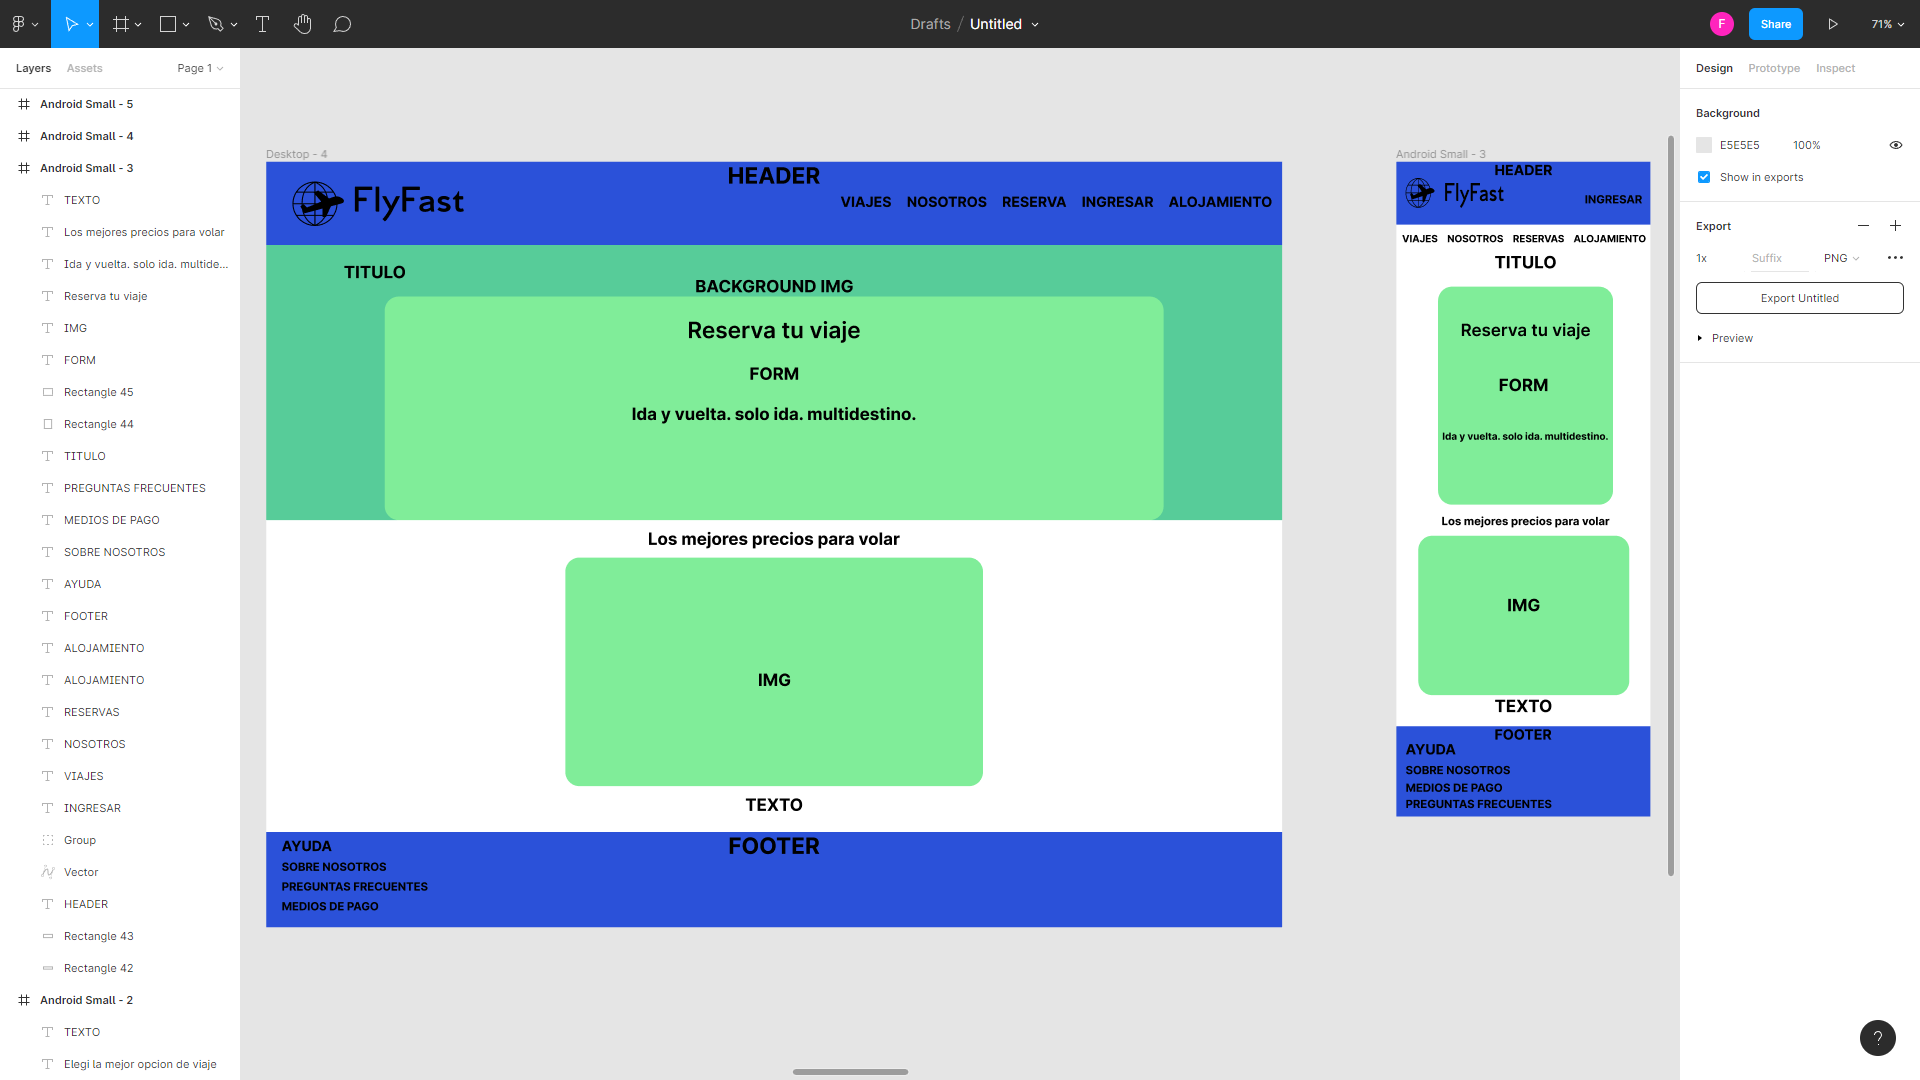 Drafts / Untitled
F
Share
71%
Layers
Assets
Page 1
Android Small - 5
Android Small - 4
Android Small - 3
TEXTO
Los mejores precios para volar
Ida y vuelta. solo ida. multide...
Reserva tu viaje
IMG
FORM
Rectangle 45
Rectangle 44
TITULO
PREGUNTAS FRECUENTES
MEDIOS DE PAGO
SOBRE NOSOTROS
AYUDA
FOOTER
ALOJAMIENTO
ALOJAMIENTO
RESERVAS
NOSOTROS
VIAJES
INGRESAR
Group
Vector
HEADER
Rectangle 43
Rectangle 42
Android Small - 2
TEXTO
Elegi la mejor opcion de viaje
Desktop - 4
HEADER
FlyFast
VIAJES NOSOTROS RESERVA INGRESAR ALOJAMIENTO
TITULO
BACKGROUND IMG
Reserva tu viaje
FORM
Ida y vuelta. solo ida. multidestino.
Los mejores precios para volar
IMG
TEXTO
FOOTER
AYUDA
SOBRE NOSOTROS
PREGUNTAS FRECUENTES
MEDIOS DE PAGO
Android Small - 3
HEADER
FlyFast
INGRESAR
VIAJES NOSOTROS RESERVAS ALOJAMIENTO
TITULO
Reserva tu viaje
FORM
Ida y vuelta. solo ida. multidestino.
Los mejores precios para volar
IMG
TEXTO
FOOTER
AYUDA
SOBRE NOSOTROS
MEDIOS DE PAGO
PREGUNTAS FRECUENTES
Design
Prototype
Inspect
Background
E5E5E5
100%
Show in exports
Export
1x
Suffix
PNG
Export Untitled
Preview
?